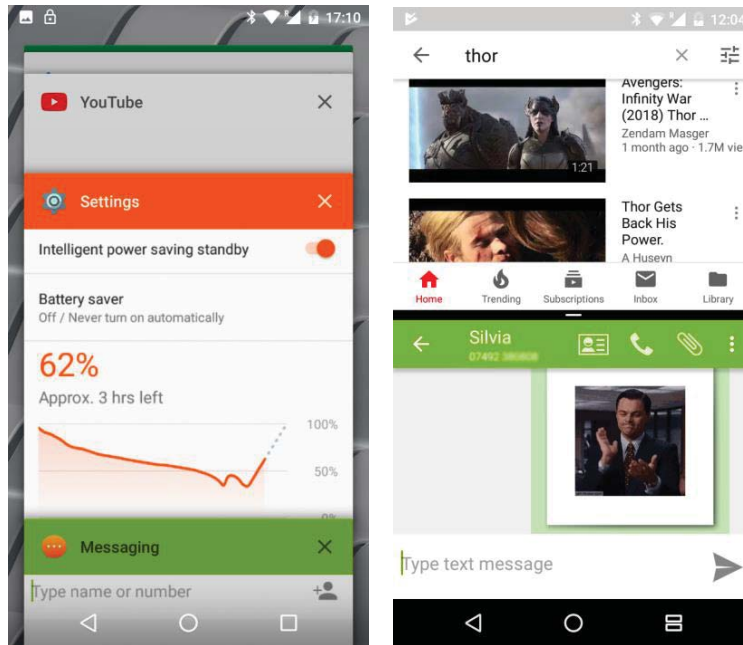 17:10
YouTube
Settings
Intelligent power saving standby
Battery saver
Off / Never turn on automatically
62%
Approx. 3 hrs left
100%
50%
0%
Messaging
Type name or number
12:04
thor
Avengers:
Infinity War
(2018) Thor ...
Zendam Masger
1 month ago · 1.7M vie
1:21
Thor Gets
Back His
Power.
A Huseyn
Home Trending Subscriptions Inbox Library
Silvia
07492
Type text message